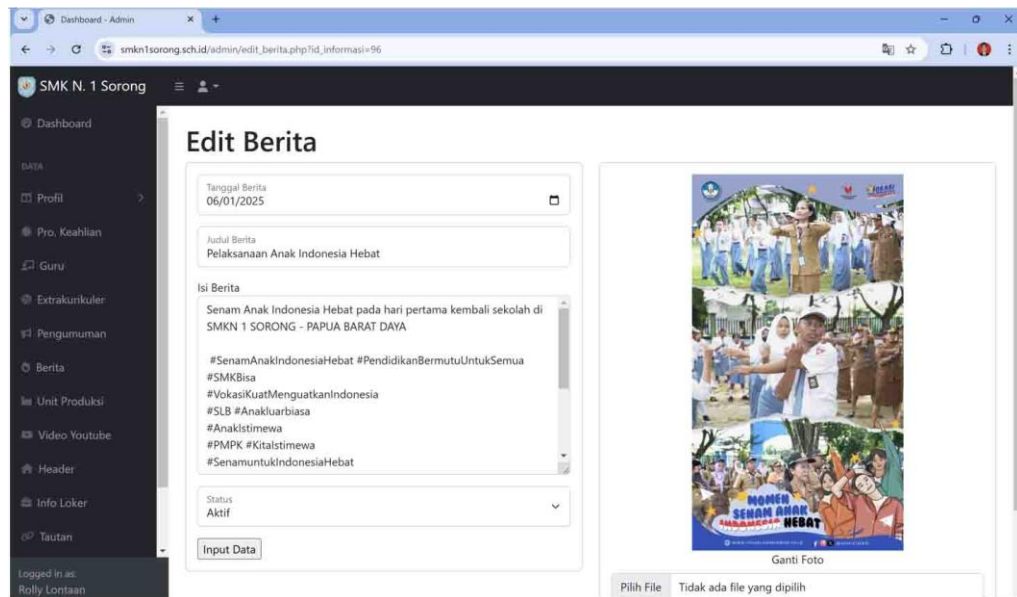 Dashboard - Admin
smkn1sorong.sch.id/admin/edit_berita.php?id_informasi=96
SMK N. 1 Sorong
Dashboard
DATA
Profil
Pro. Keahlian
Guru
Extrakurikuler
Pengumuman
Berita
Unit Produksi
Video Youtube
Header
Info Loker
Tautan
Logged in as:
Rolly Lontaan
Edit Berita
Tanggal Berita
06/01/2025
Judul Berita
Pelaksanaan Anak Indonesia Hebat
Isi Berita
Senam Anak Indonesia Hebat pada hari pertama kembali sekolah di
SMKN 1 SORONG - PAPUA BARAT DAYA
#SenamAnakIndonesiaHebat #PendidikanBermutuUntukSemua
#SMKBisa
#VokasiKuatMenguatkanIndonesia
#SLB #Anakluarbiasa
#AnakIstimewa
#PMPK #KitaIstimewa
#SenamuntukIndonesiaHebat
Status
Aktif
Input Data
MOMEN
SENAM ANAK
INDONESIA HEBAT
Ganti Foto
Pilih File Tidak ada file yang dipilih